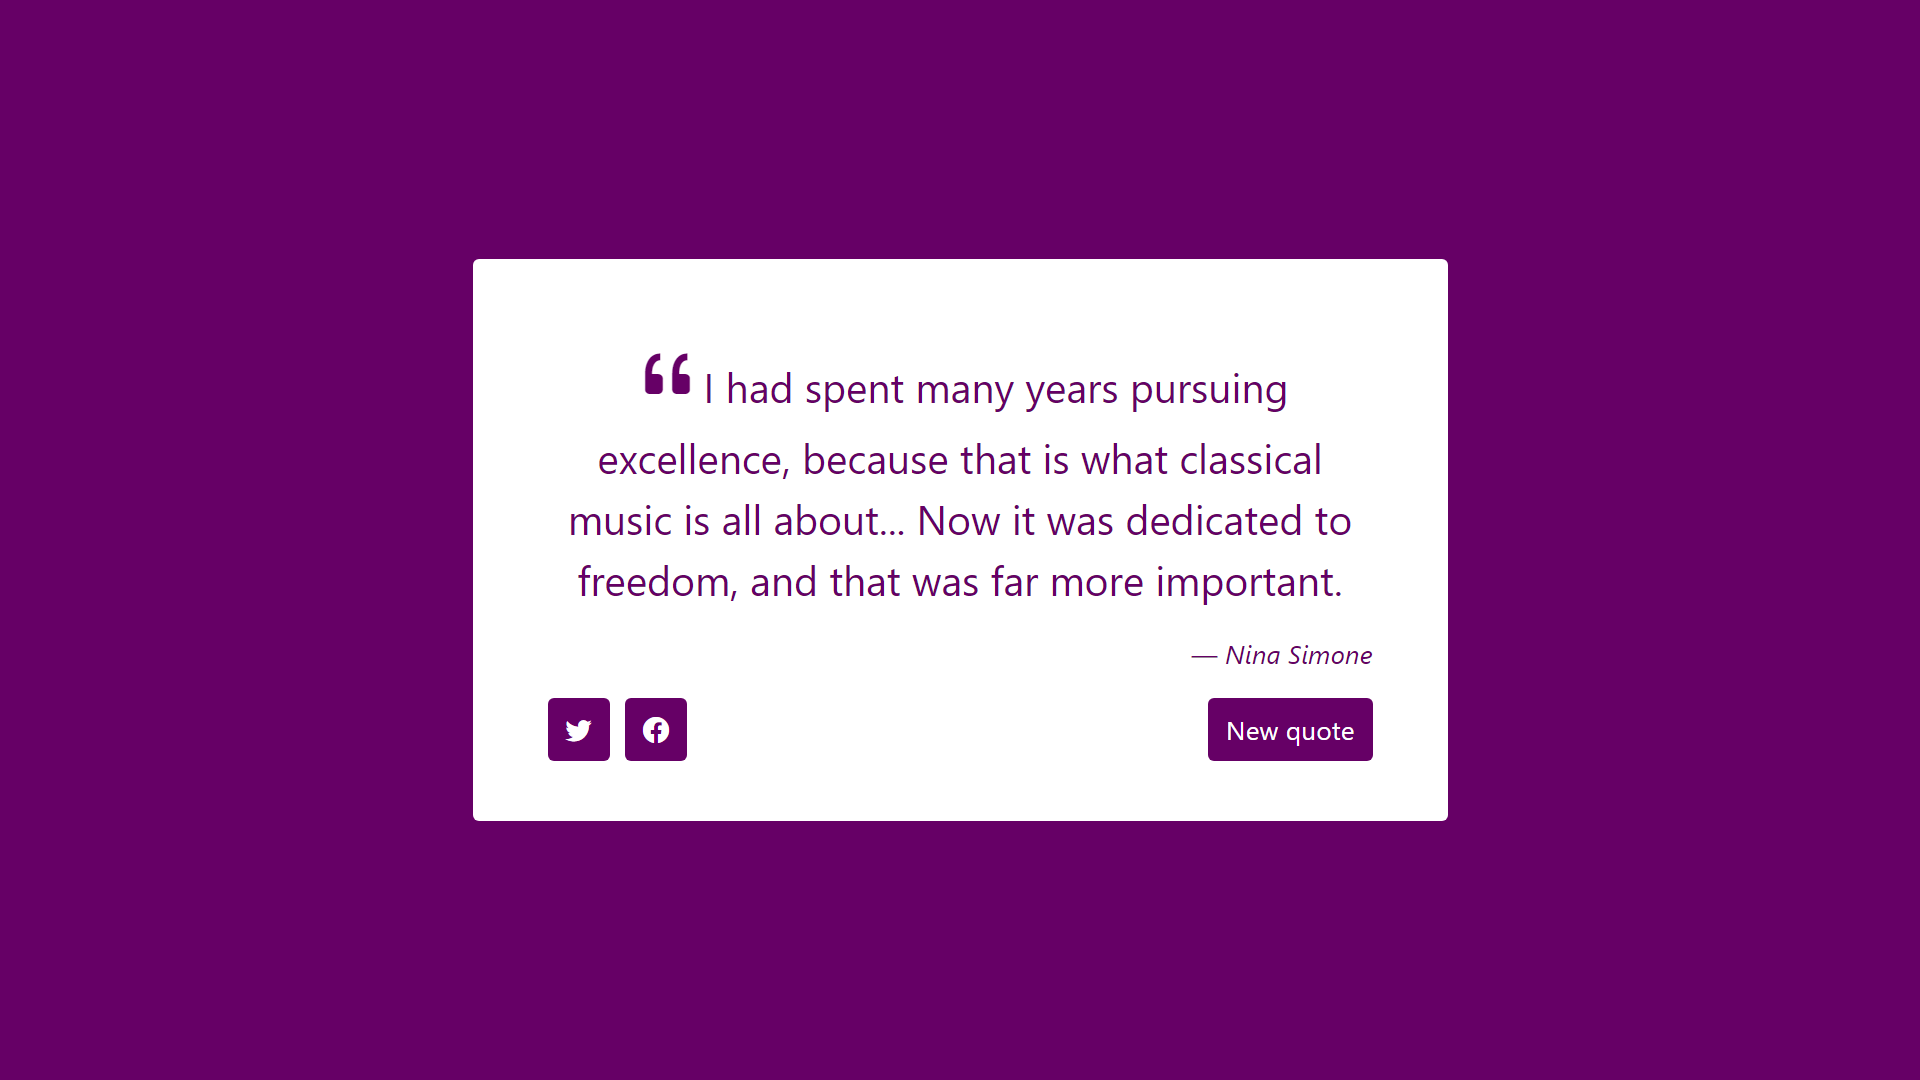 “ I had spent many years pursuing
excellence, because that is what classical
music is all about... Now it was dedicated to
freedom, and that was far more important.
— Nina Simone
New quote